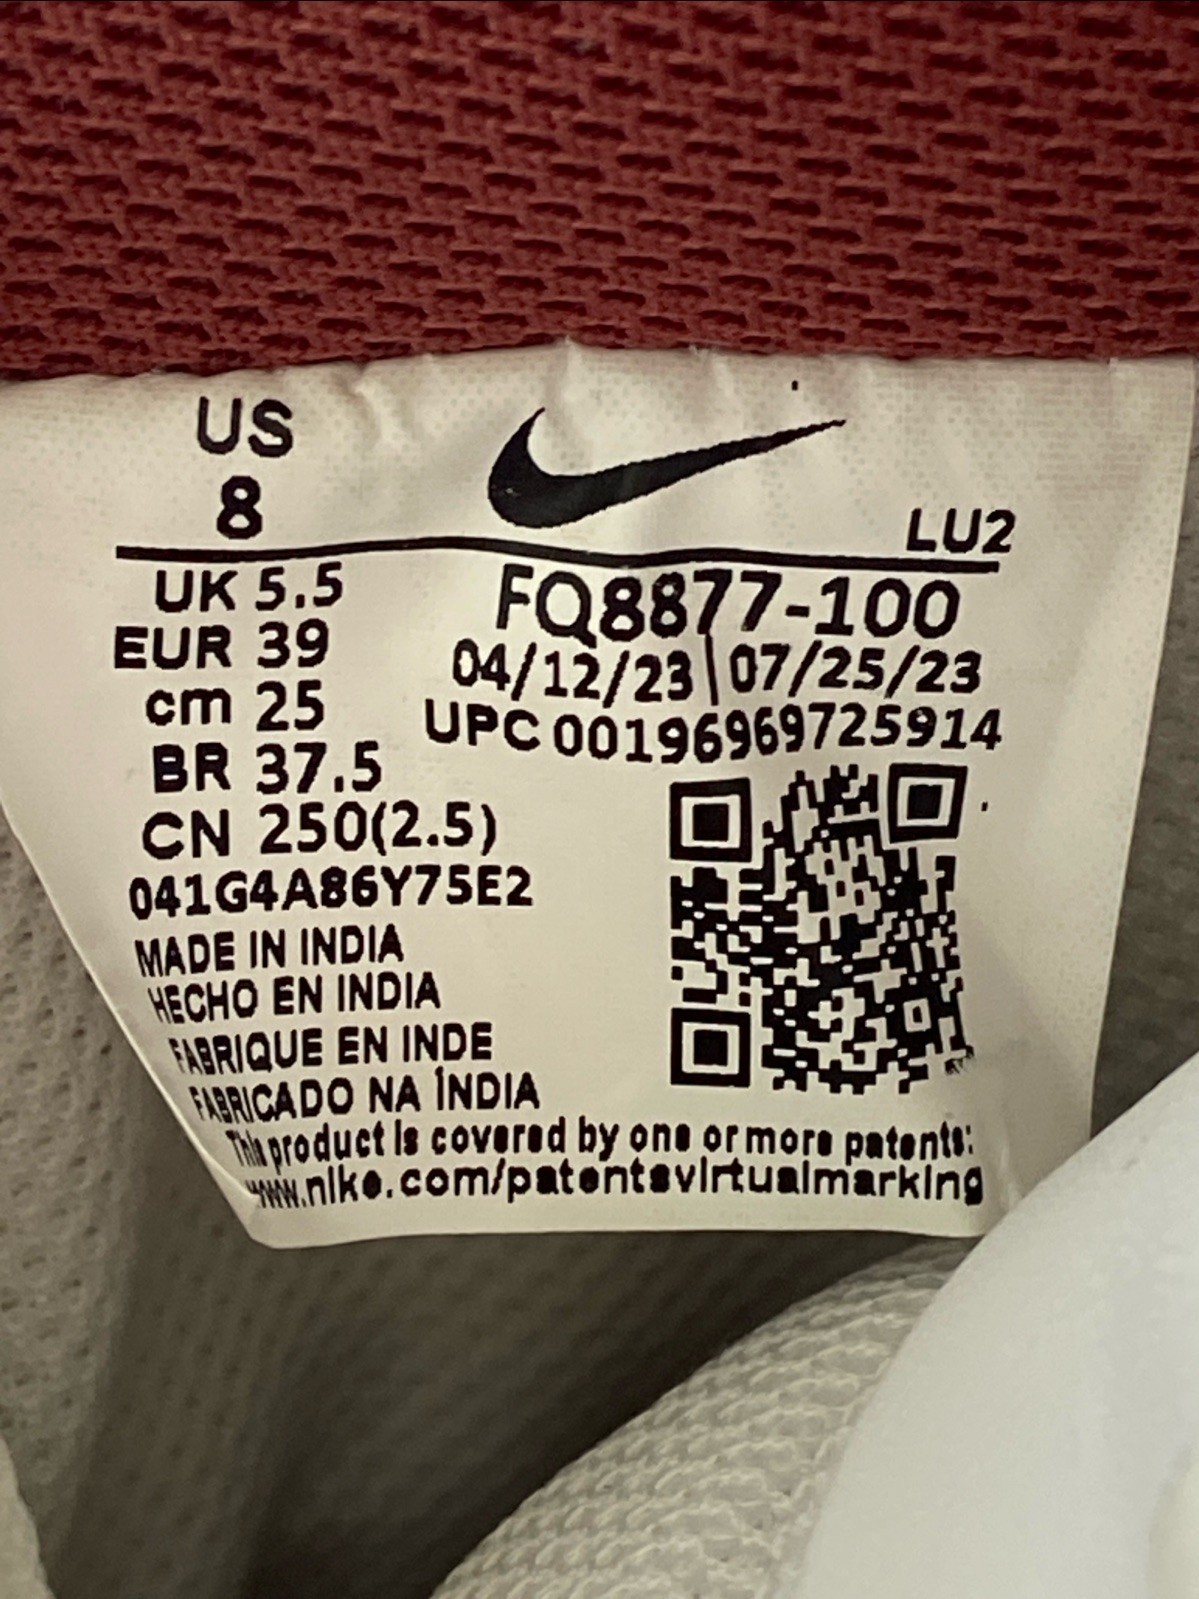 US
8
LU2
UK 5.5
EUR 39
cm 25
BR 37.5
CN 250(2.5)
FQ8877-100
04/12/23|07/25/23
UPC 00196969725914
041G4A86Y75E2
MADE IN INDIA
HECHO EN INDIA
FABRIQUE EN INDE
FABRICADO NA ÍNDIA
This product is covered by one or more patents:
www.nike.com/patentsvirtualmarking